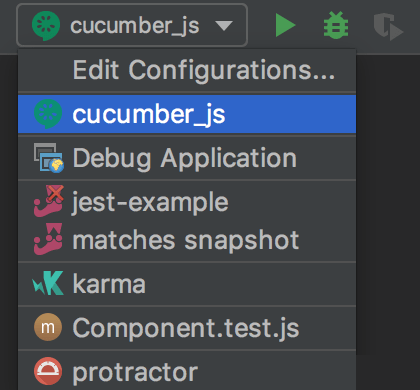 cucumber_js
Edit Configurations...
cucumber_js
Debug Application
jest-example
matches snapshot
karma
m Component.test.js
protractor